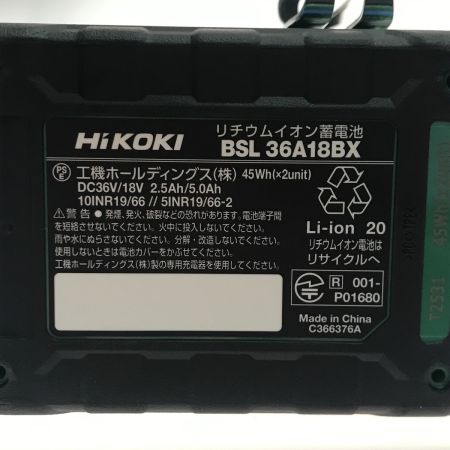 HiKOKI
リチウムイオン蓄電池
BSL 36A18BX
PS
E
工機ホールディングス(株) 45Wh(×2unit)
DC36V/18V 2.5Ah/5.0Ah
10INR19/66 // 5INR19/66-2
⚠警告 ● 発煙、発火、破裂などの恐れがあります。電池端子間
を短絡させないでください。火中に投入しないでください。
雨や水にぬらさないでください。分解・改造しないでください。
使用しないときは電池カバーをかぶせてください。
工機ホールディングス(株)製の専用充電器を使用してください。
Li-ion 20
リチウムイオン電池は
リサイクルへ
R 001-
P01680
Made in China
C366376A
T2531 45Wh